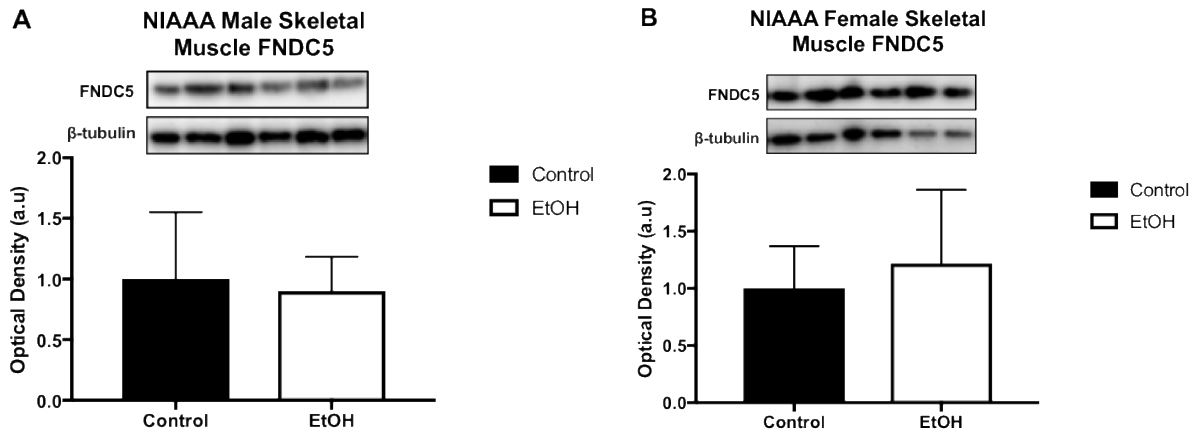 A
NIAAA Male Skeletal
Muscle FNDC5
FNDC5
β-tubulin
2.0
1.5
1.0
0.5
0.0
Optical Density (a.u)
Control
EtOH
Control
EtOH
B
NIAAA Female Skeletal
Muscle FNDC5
FNDC5
β-tubulin
2.0
1.5
1.0
0.5
0.0
Optical Density (a.u)
Control
EtOH
Control
EtOH